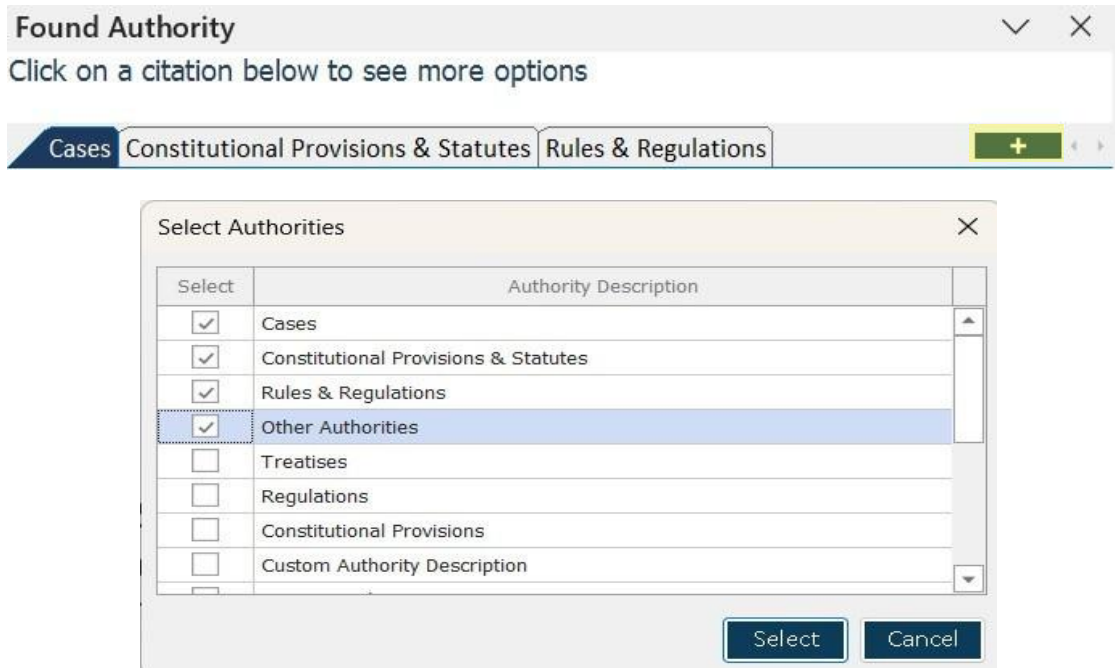 Found Authority
Click on a citation below to see more options
Cases Constitutional Provisions & Statutes Rules & Regulations +
Select Authorities
Select Authority Description
Cases
Constitutional Provisions & Statutes
Rules & Regulations
Other Authorities
Treatises
Regulations
Constitutional Provisions
Custom Authority Description
Select Cancel